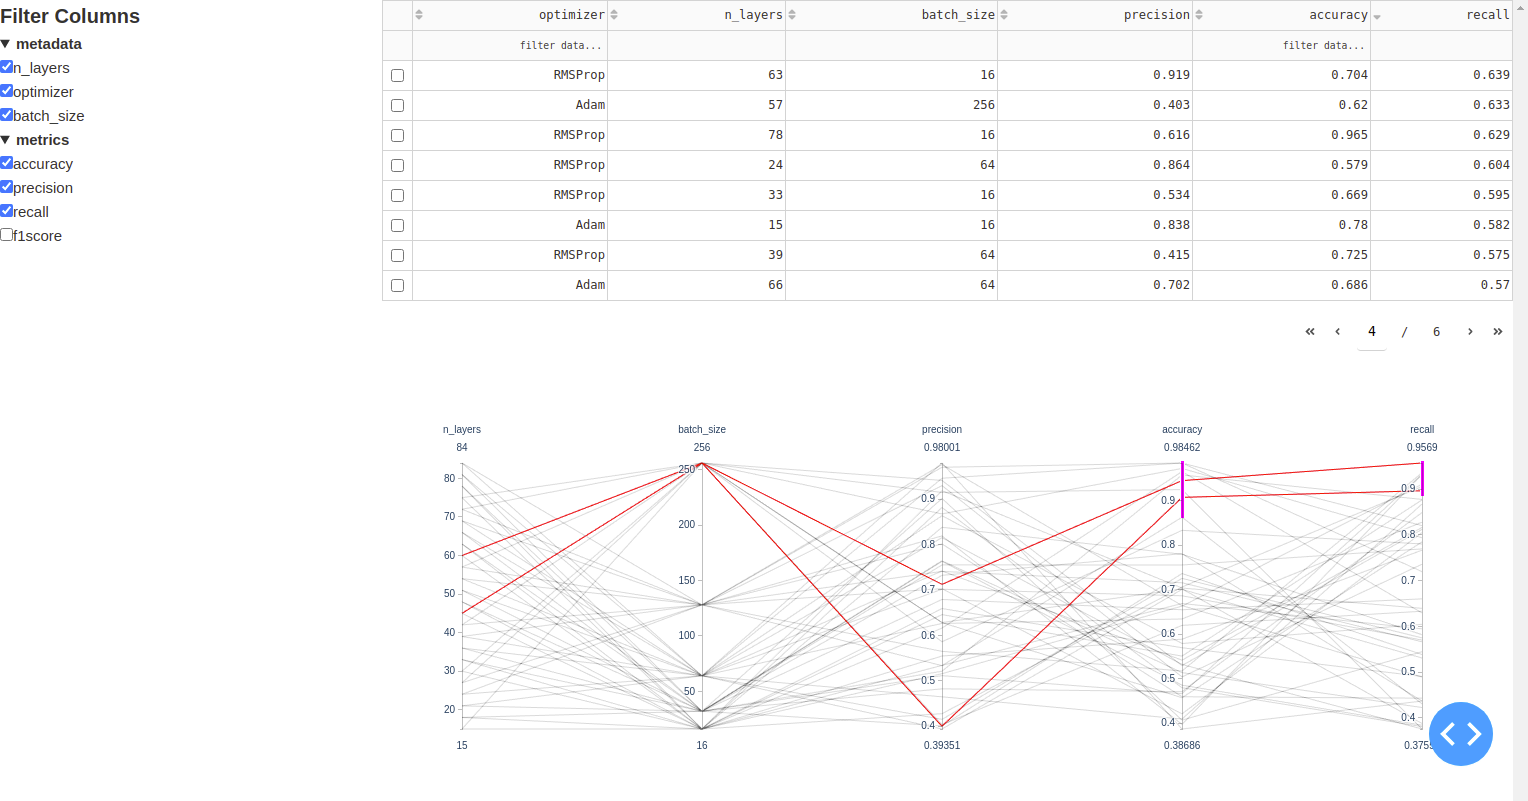 Filter Columns
metadata
n_layers
optimizer
batch_size
metrics
accuracy
precision
recall
f1score
optimizer n_layers batch_size precision accuracy recall
filter data... filter data...
RMSProp 63 16 0.919 0.704 0.639
Adam 57 256 0.403 0.62 0.633
RMSProp 78 16 0.616 0.965 0.629
RMSProp 24 64 0.864 0.579 0.604
RMSProp 33 16 0.534 0.669 0.595
Adam 15 16 0.838 0.78 0.582
RMSProp 39 64 0.415 0.725 0.575
Adam 66 64 0.702 0.686 0.57
« ‹ 4 / 6 › »
n_layers batch_size precision accuracy recall
84 256 0.98001 0.98462 0.9569
80
70
60
50
40
30
20
250
200
150
100
50
0.9
0.8
0.7
0.6
0.5
0.4
0.9
0.8
0.7
0.6
0.5
0.4
0.9
0.8
0.7
0.6
0.5
0.4
15 16 0.39351 0.38686